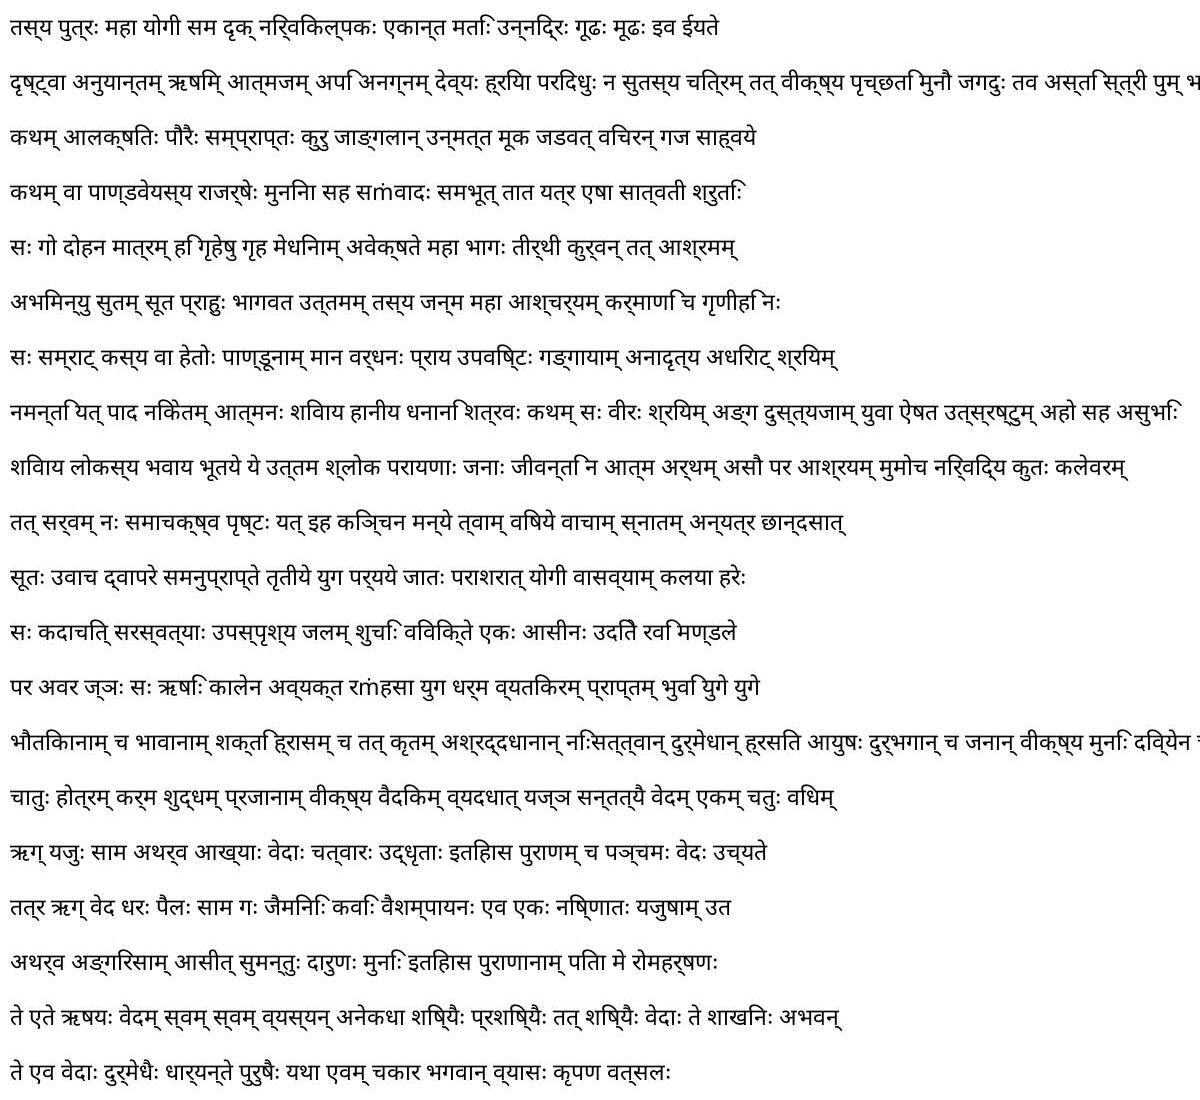 तस्य पुत्रः महा योगी सम दृक् निर्विकल्पकः एकान्त मतिः उन्निद्रः गूढः मूढः इव ईयते
दृष्ट्वा अनुयान्तम् ऋषिम् आत्मजम् अपि अनग्नम् देव्यः ह्रिया परिदधुः न सुतस्य चित्रम् तत् वीक्ष्य पृच्छति मुनौ जगदुः तव अस्ति स्त्री पुम्
कथम् आलक्षितः पौरैः सम्प्राप्तः कुरु जाङ्गलान् उन्मत्त मूक जडवत् विचरन् गज साह्वये
कथम् वा पाण्डवेयस्य राजर्षेः मुनिना सह सṁवादः समभूत् तात यत्र एषा सात्वती श्रुतिः
सः गो दोहन मात्रम् हि गृहेषु गृह मेधिनाम् अवेक्षते महा भागः तीर्थी कुर्वन् तत् आश्रमम्
अभिमन्यु सुतम् सूत प्राहुः भागवत उत्तमम् तस्य जन्म महा आश्चर्यम् कर्माणि च गृणीहि नः
सः सम्राट् कस्य वा हेतोः पाण्डूनाम् मान वर्धनः प्राय उपविष्टः गङ्गायाम् अनादृत्य अधिराट् श्रियम्
नमन्ति यत् पाद निकेतम् आत्मनः शिवाय हानीय धनानि शत्रवः कथम् सः वीरः श्रियम् अङ्ग दुस्त्यजाम् युवा ऐषत उत्स्रष्टुम् अहो सह असुभिः
शिवाय लोकस्य भवाय भूतये ये उत्तम श्लोक परायणाः जनाः जीवन्ति न आत्म अर्थम् असौ पर आश्रयम् मुमोच निर्विद्य कुतः कलेवरम्
तत् सर्वम् नः समाचक्ष्व पृष्टः यत् इह किञ्चन मन्ये त्वाम् विषये वाचाम् स्नातम् अन्यत्र छान्दसात्
सूतः उवाच द्वापरे समनुप्राप्ते तृतीये युग पर्यये जातः पराशरात् योगी वासव्याम् कलया हरेः
सः कदाचित् सरस्वत्याः उपस्पृश्य जलम् शुचिः विविक्ते एकः आसीनः उदिते रवि मण्डले
पर अवर ज्ञः सः ऋषिः कालेन अव्यक्त रṁहसा युग धर्म व्यतिकरम् प्राप्तम् भुवि युगे युगे
भौतिकानाम् च भावानाम् शक्ति ह्रासम् च तत् कृतम् अश्रद्दधानान् निःसत्त्वान् दुर्मेधान् ह्रसित आयुषः दुर्भगान् च जनान् वीक्ष्य मुनिः दिव्येन
चातुः होत्रम् कर्म शुद्धम् प्रजानाम् वीक्ष्य वैदिकम् व्यदधात् यज्ञ सन्तत्यै वेदम् एकम् चतुः विधम्
ऋग् यजुः साम अथर्व आख्याः वेदाः चत्वारः उद्धृताः इतिहास पुराणम् च पञ्चमः वेदः उच्यते
तत्र ऋग् वेद धरः पैलः साम गः जैमिनिः कविः वैशम्पायनः एव एकः निष्णातः यजुषाम् उत
अथर्व अङ्गिरसाम् आसीत् सुमन्तुः दारुणः मुनिः इतिहास पुराणानाम् पिता मे रोमहर्षणः
ते एते ऋषयः वेदम् स्वम् स्वम् व्यस्यन् अनेकधा शिष्यैः प्रशिष्यैः तत् शिष्यैः वेदाः ते शाखिनः अभवन्
ते एव वेदाः दुर्मेधैः धार्यन्ते पुरुषैः यथा एवम् चकार भगवान् व्यासः कृपण वत्सलः